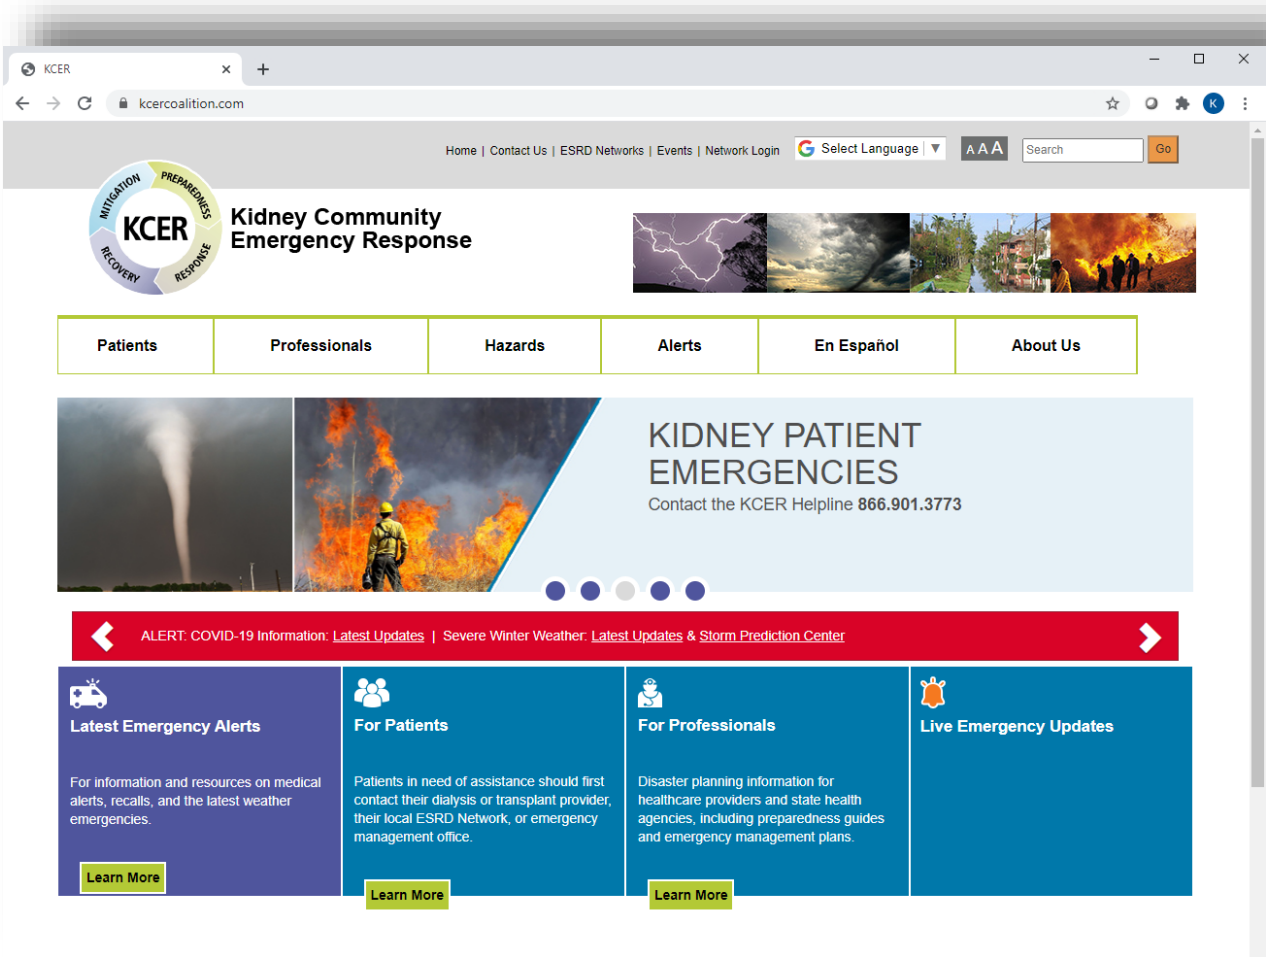 KCER
kcercoalition.com
K
Home | Contact Us | ESRD Networks | Events | Network Login
Select Language ▼
A A A
Search
Go
MITIGATION
PREPAREDNESS
RESPONSE
RECOVERY
KCER
Kidney Community
Emergency Response
Patients
Professionals
Hazards
Alerts
En Español
About Us
KIDNEY PATIENT
EMERGENCIES
Contact the KCER Helpline 866.901.3773
ALERT: COVID-19 Information: Latest Updates | Severe Winter Weather: Latest Updates & Storm Prediction Center
Latest Emergency Alerts
For information and resources on medical
alerts, recalls, and the latest weather
emergencies.
Learn More
For Patients
Patients in need of assistance should first
contact their dialysis or transplant provider,
their local ESRD Network, or emergency
management office.
Learn More
For Professionals
Disaster planning information for
healthcare providers and state health
agencies, including preparedness guides
and emergency management plans.
Learn More
Live Emergency Updates